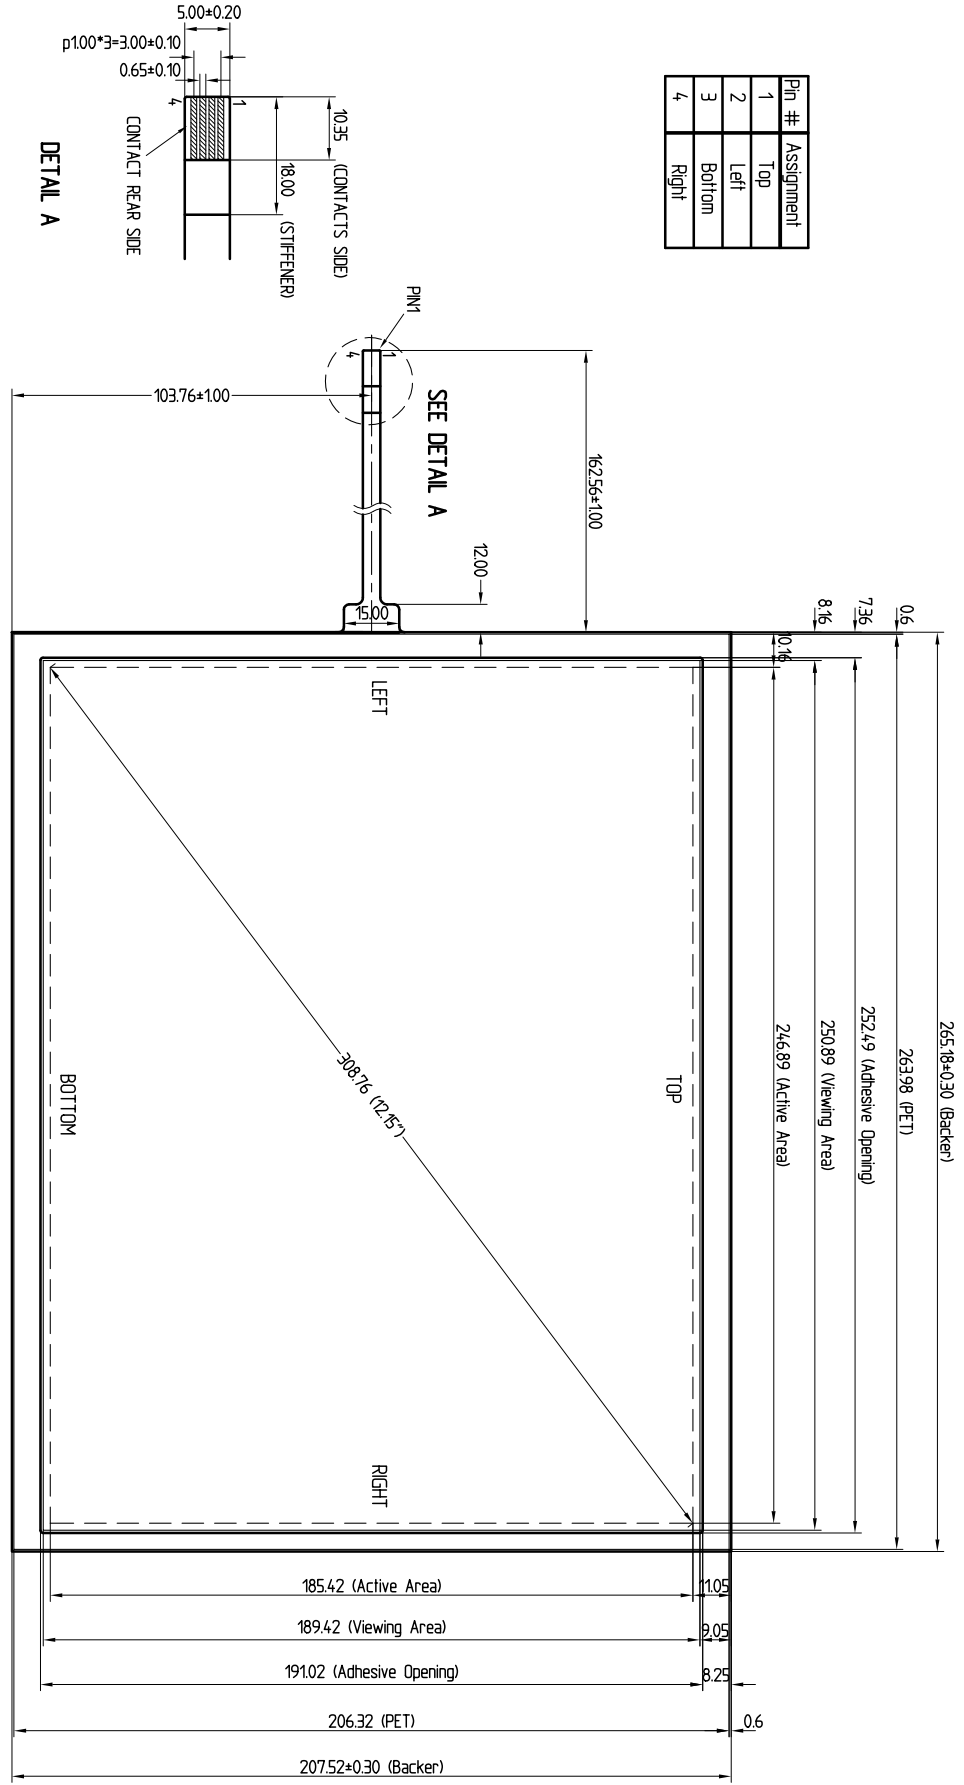 5.00±0.20
p1.00*3=3.00±0.10
0.65±0.10
4
1
10.35 (CONTACTS SIDE)
18.00 (STIFFENER)
CONTACT REAR SIDE
DETAIL A
Pin # Assignment
1 Top
2 Left
3 Bottom
4 Right
PIN1
4
1
SEE DETAIL A
103.76±1.00
162.56±1.00
12.00
15.00
0.6
7.36
8.16
10.16
265.18±0.30 (Backer)
263.98 (PET)
252.49 (Adhesive Opening)
250.89 (Viewing Area)
246.89 (Active Area)
LEFT
TOP
BOTTOM
RIGHT
308.76 (12.15")
185.42 (Active Area)
11.05
189.42 (Viewing Area)
9.05
191.02 (Adhesive Opening)
8.25
206.32 (PET)
0.6
207.52±0.30 (Backer)